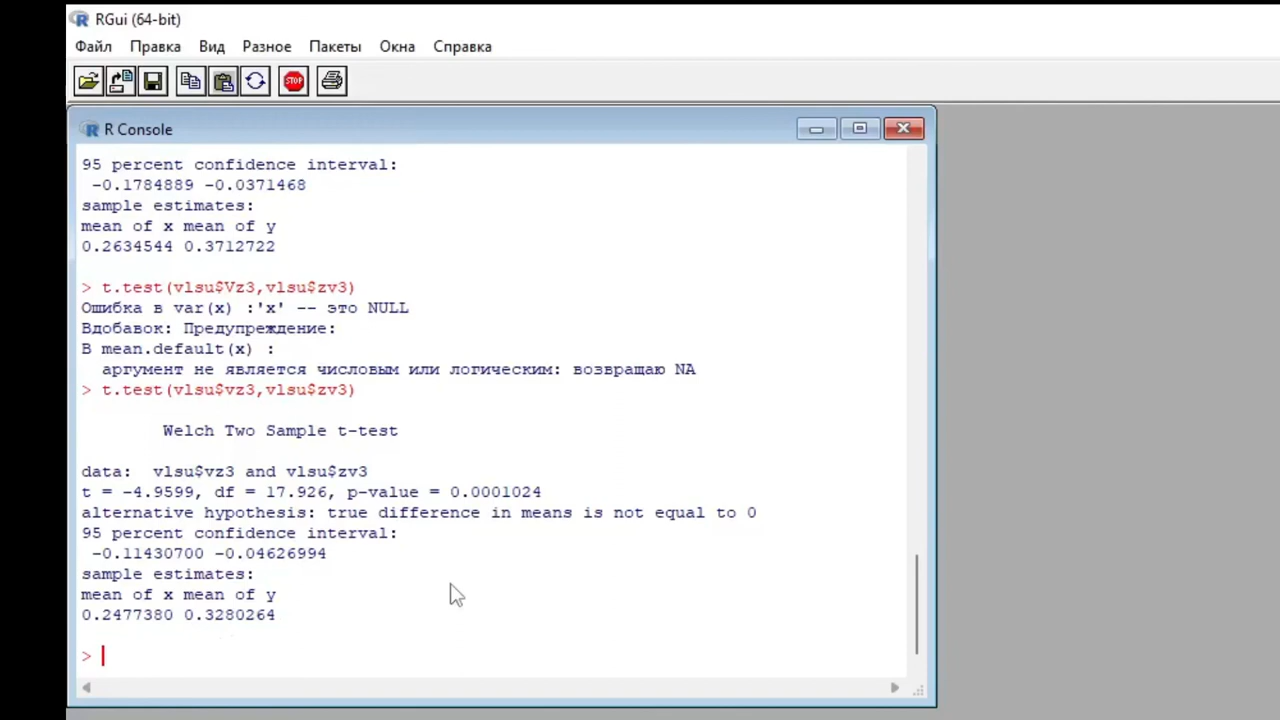 RGui (64-bit)
Файл Правка Вид Разное Пакеты Окна Справка
STOP
R Console
95 percent confidence interval:
-0.1784889 -0.0371468
sample estimates:
mean of x mean of y
0.2634544 0.3712722
> t.test(vlsu$Vz3,vlsu$zv3)
Ошибка в var(x) :'x' -- это NULL
Вдобавок: Предупреждение:
В mean.default(x) :
аргумент не является числовым или логическим: возвращаю NA
> t.test(vlsu$vz3,vlsu$zv3)
Welch Two Sample t-test
data: vlsu$vz3 and vlsu$zv3
t = -4.9599, df = 17.926, p-value = 0.0001024
alternative hypothesis: true difference in means is not equal to 0
95 percent confidence interval:
-0.11430700 -0.04626994
sample estimates:
mean of x mean of y
0.2477380 0.3280264
>